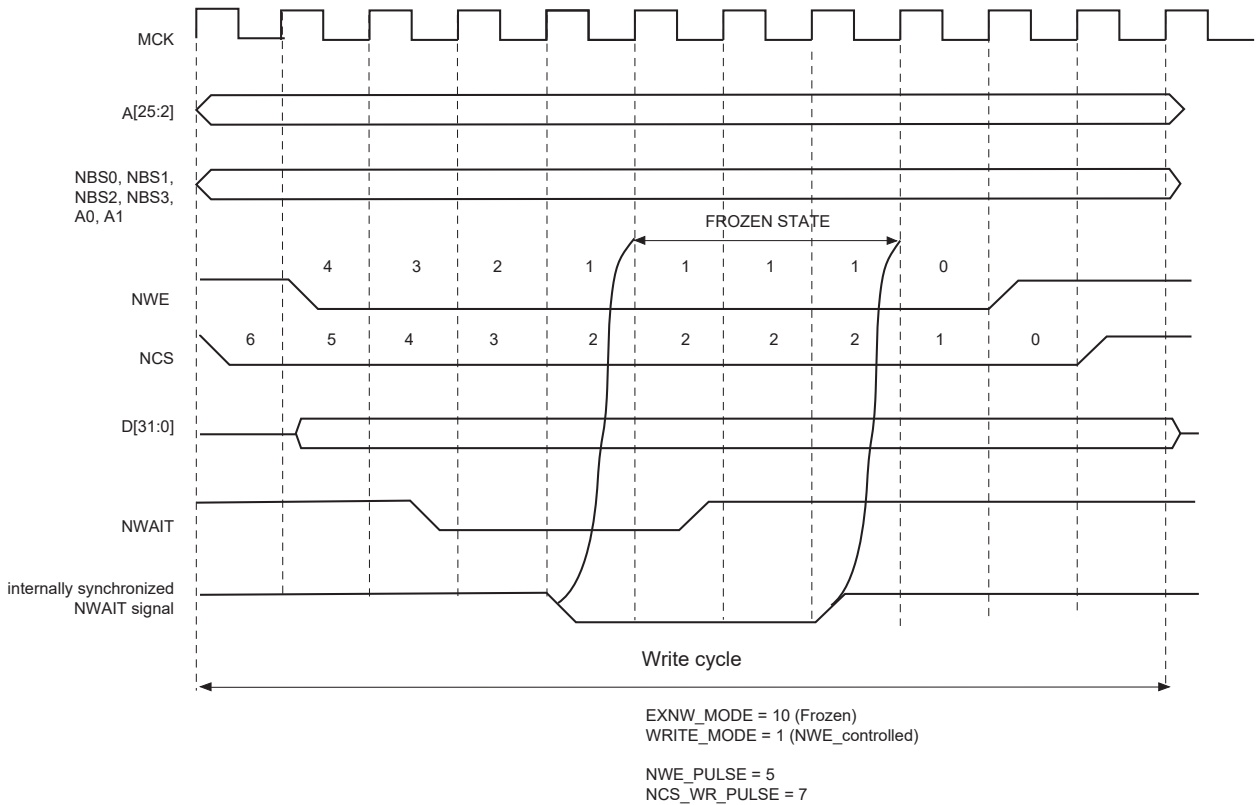 MCK
A[25:2]
NBS0, NBS1,
NBS2, NBS3,
A0, A1
FROZEN STATE
4 3 2 1 1 1 1 0
NWE
6 5 4 3 2 2 2 2 1 0
NCS
D[31:0]
NWAIT
internally synchronized
NWAIT signal
Write cycle
EXNW_MODE = 10 (Frozen)
WRITE_MODE = 1 (NWE_controlled)
NWE_PULSE = 5
NCS_WR_PULSE = 7